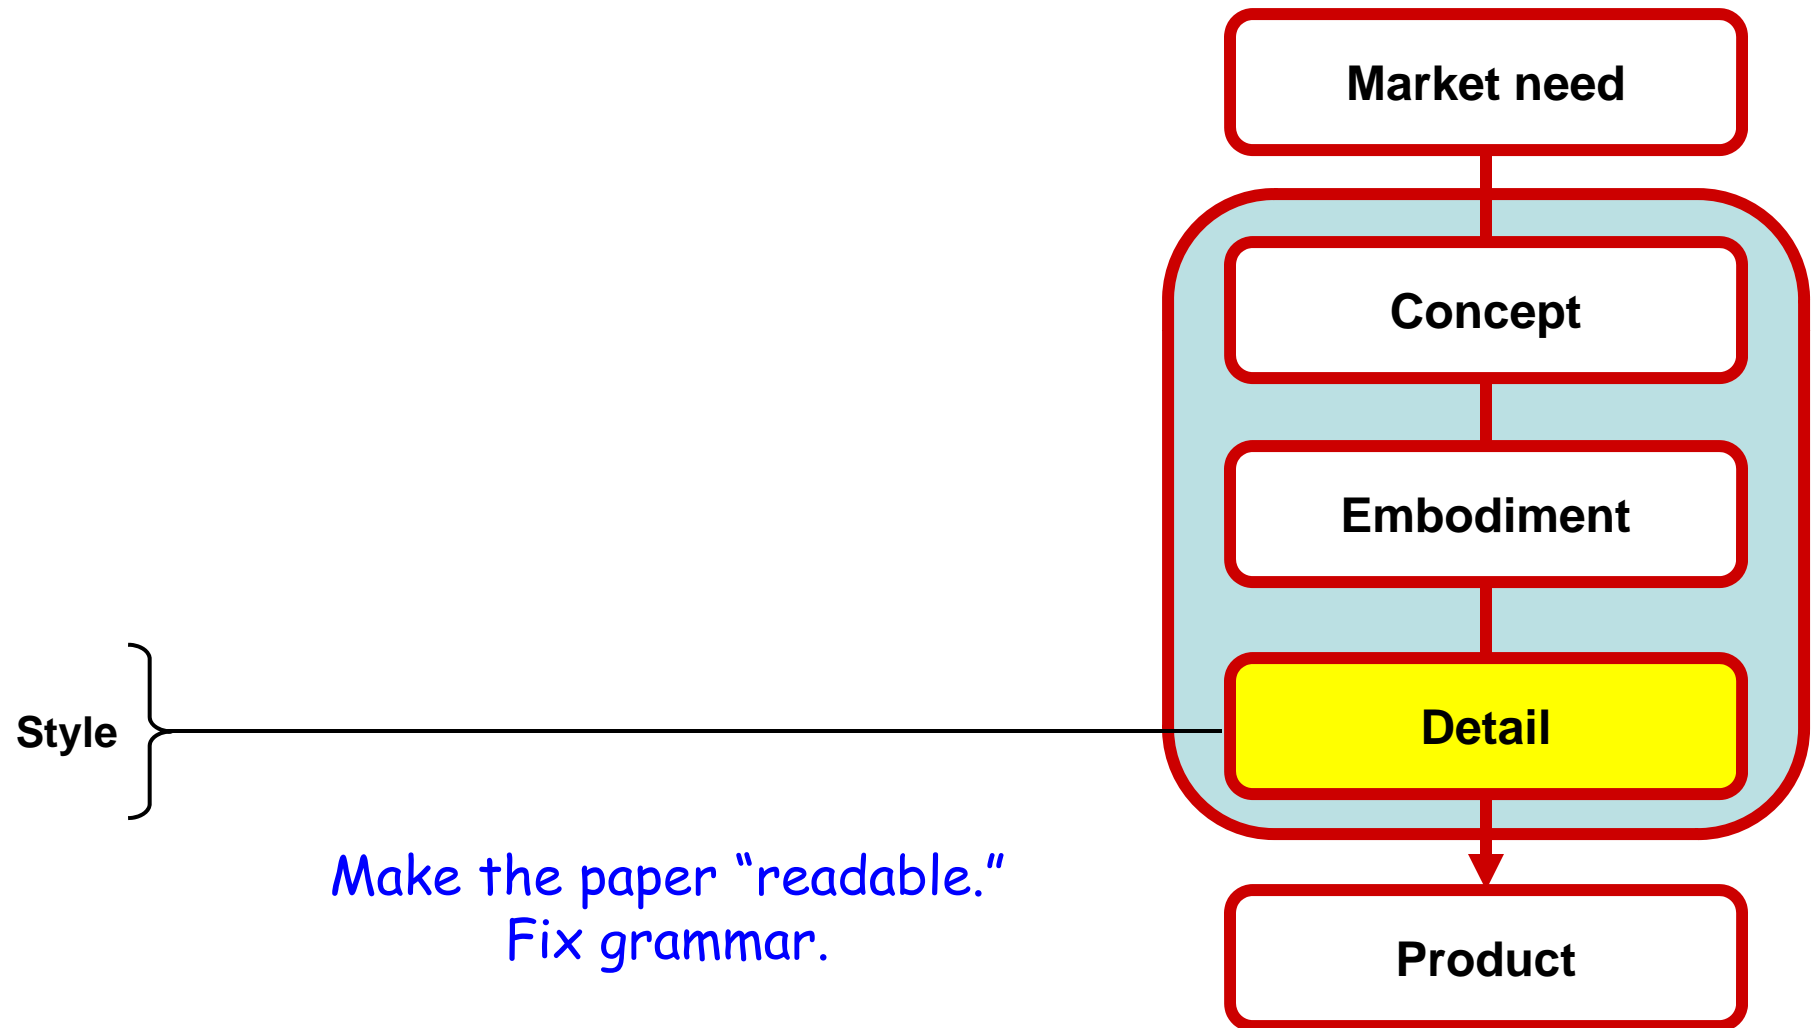 Market need
Concept
Embodiment
Style
Detail
Make the paper “readable.”
Fix grammar.
Product